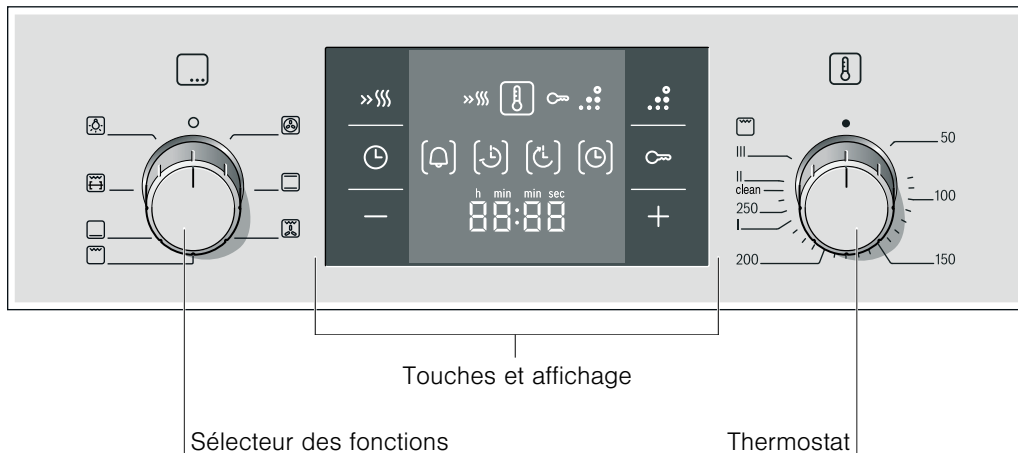 50
III
II
clean
100
250
I
200
150
h min min sec
88:88
Touches et affichage
Sélecteur des fonctions
Thermostat